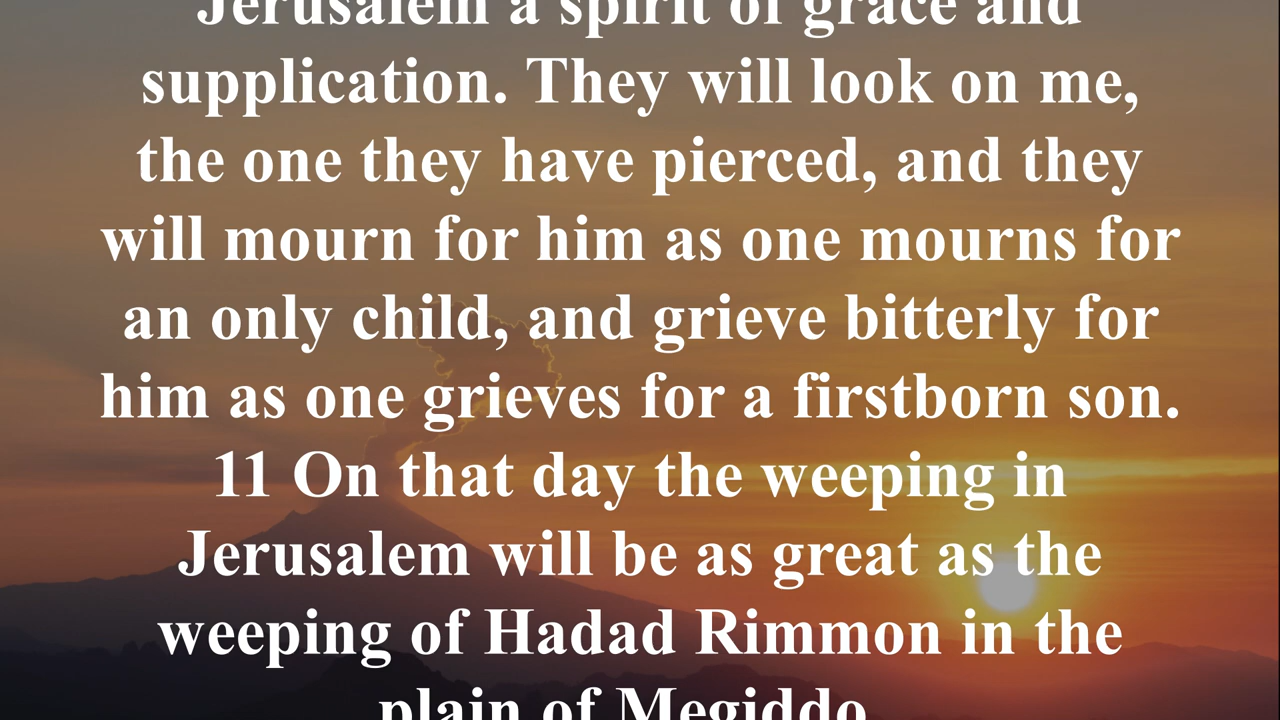 Jerusalem a spirit of grace and
supplication. They will look on me,
the one they have pierced, and they
will mourn for him as one mourns for
an only child, and grieve bitterly for
him as one grieves for a firstborn son.
11 On that day the weeping in
Jerusalem will be as great as the
weeping of Hadad Rimmon in the
plain of Megiddo